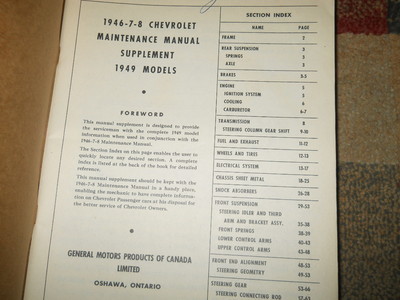 1946-7-8 CHEVROLET
MAINTENANCE MANUAL
SUPPLEMENT
1949 MODELS
FOREWORD
This manual supplement is designed to provide
the serviceman with the complete 1949 model
information when used in conjunction with the
1946-7-8 Maintenance Manual.
The Section Index on this page enables the user to
quickly locate any desired section. A complete
index is listed at the back of the book for detailed
reference.
This manual supplement should be kept with the
1946-7-8 Maintenance Manual in a handy place,
enabling the mechanic to have complete informa-
tion on Chevrolet Passenger cars at his disposal for
the better service of Chevrolet Owners.
GENERAL MOTORS PRODUCTS OF CANADA
LIMITED
OSHAWA, ONTARIO
SECTION INDEX
NAME PAGE
FRAME 2
REAR SUSPENSION 3
SPRINGS 3
AXLE 3
BRAKES 3-5
ENGINE 5
IGNITION SYSTEM 5
COOLING 6
CARBURETOR 6-7
TRANSMISSION 8
STEERING COLUMN GEAR SHIFT 9-10
FUEL AND EXHAUST 11-12
WHEELS AND TIRES 12-13
ELECTRICAL SYSTEM 13-17
CHASSIS SHEET METAL 18-25
SHOCK ABSORBERS 26-28
FRONT SUSPENSION 29-53
STEERING IDLER AND THIRD
ARM AND BRACKET ASSY. 35-38
FRONT SPRINGS 38-39
LOWER CONTROL ARMS 40-43
UPPER CONTROL ARMS 43-48
FRONT END ALIGNMENT 48-53
STEERING GEOMETRY 49-53
STEERING GEAR 53-66
STEERING CONNECTING ROD